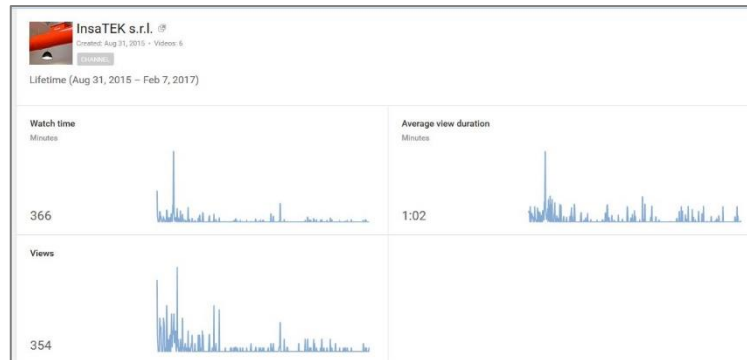 InsaTEK s.r.l.
Created: Aug 31, 2015 • Videos: 6
CHANNEL
Lifetime (Aug 31, 2015 – Feb 7, 2017)
Watch time
Minutes
366
Average view duration
Minutes
1:02
Views
354